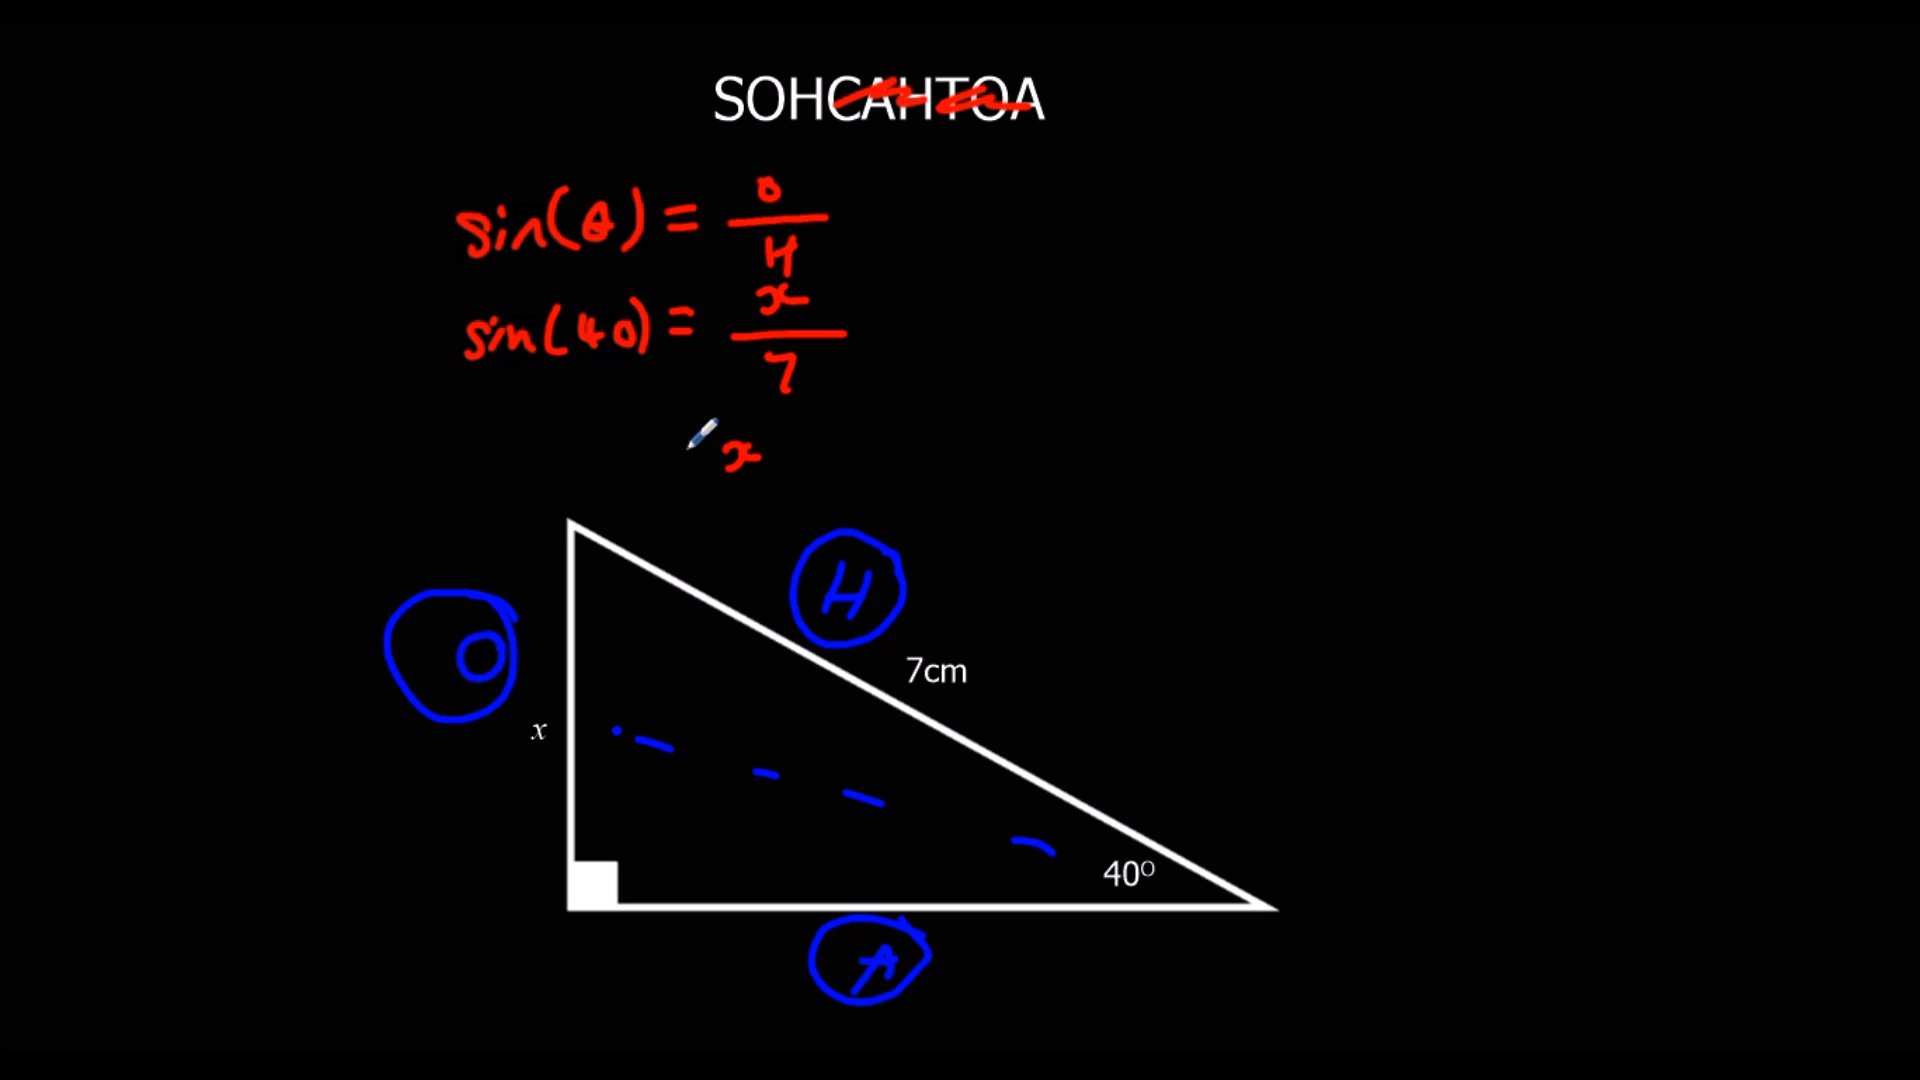 SOHCAHTOA
sin(θ) = O/H
sin(40) = x/7
x
H
O
7cm
x
40°
A